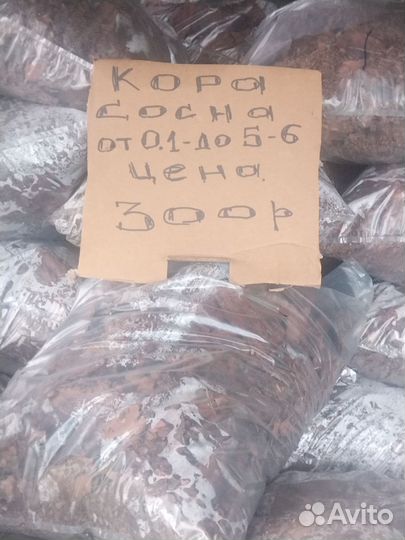 Кора
сосна
от 0.1-до 5-6
цена.
300р
Avito